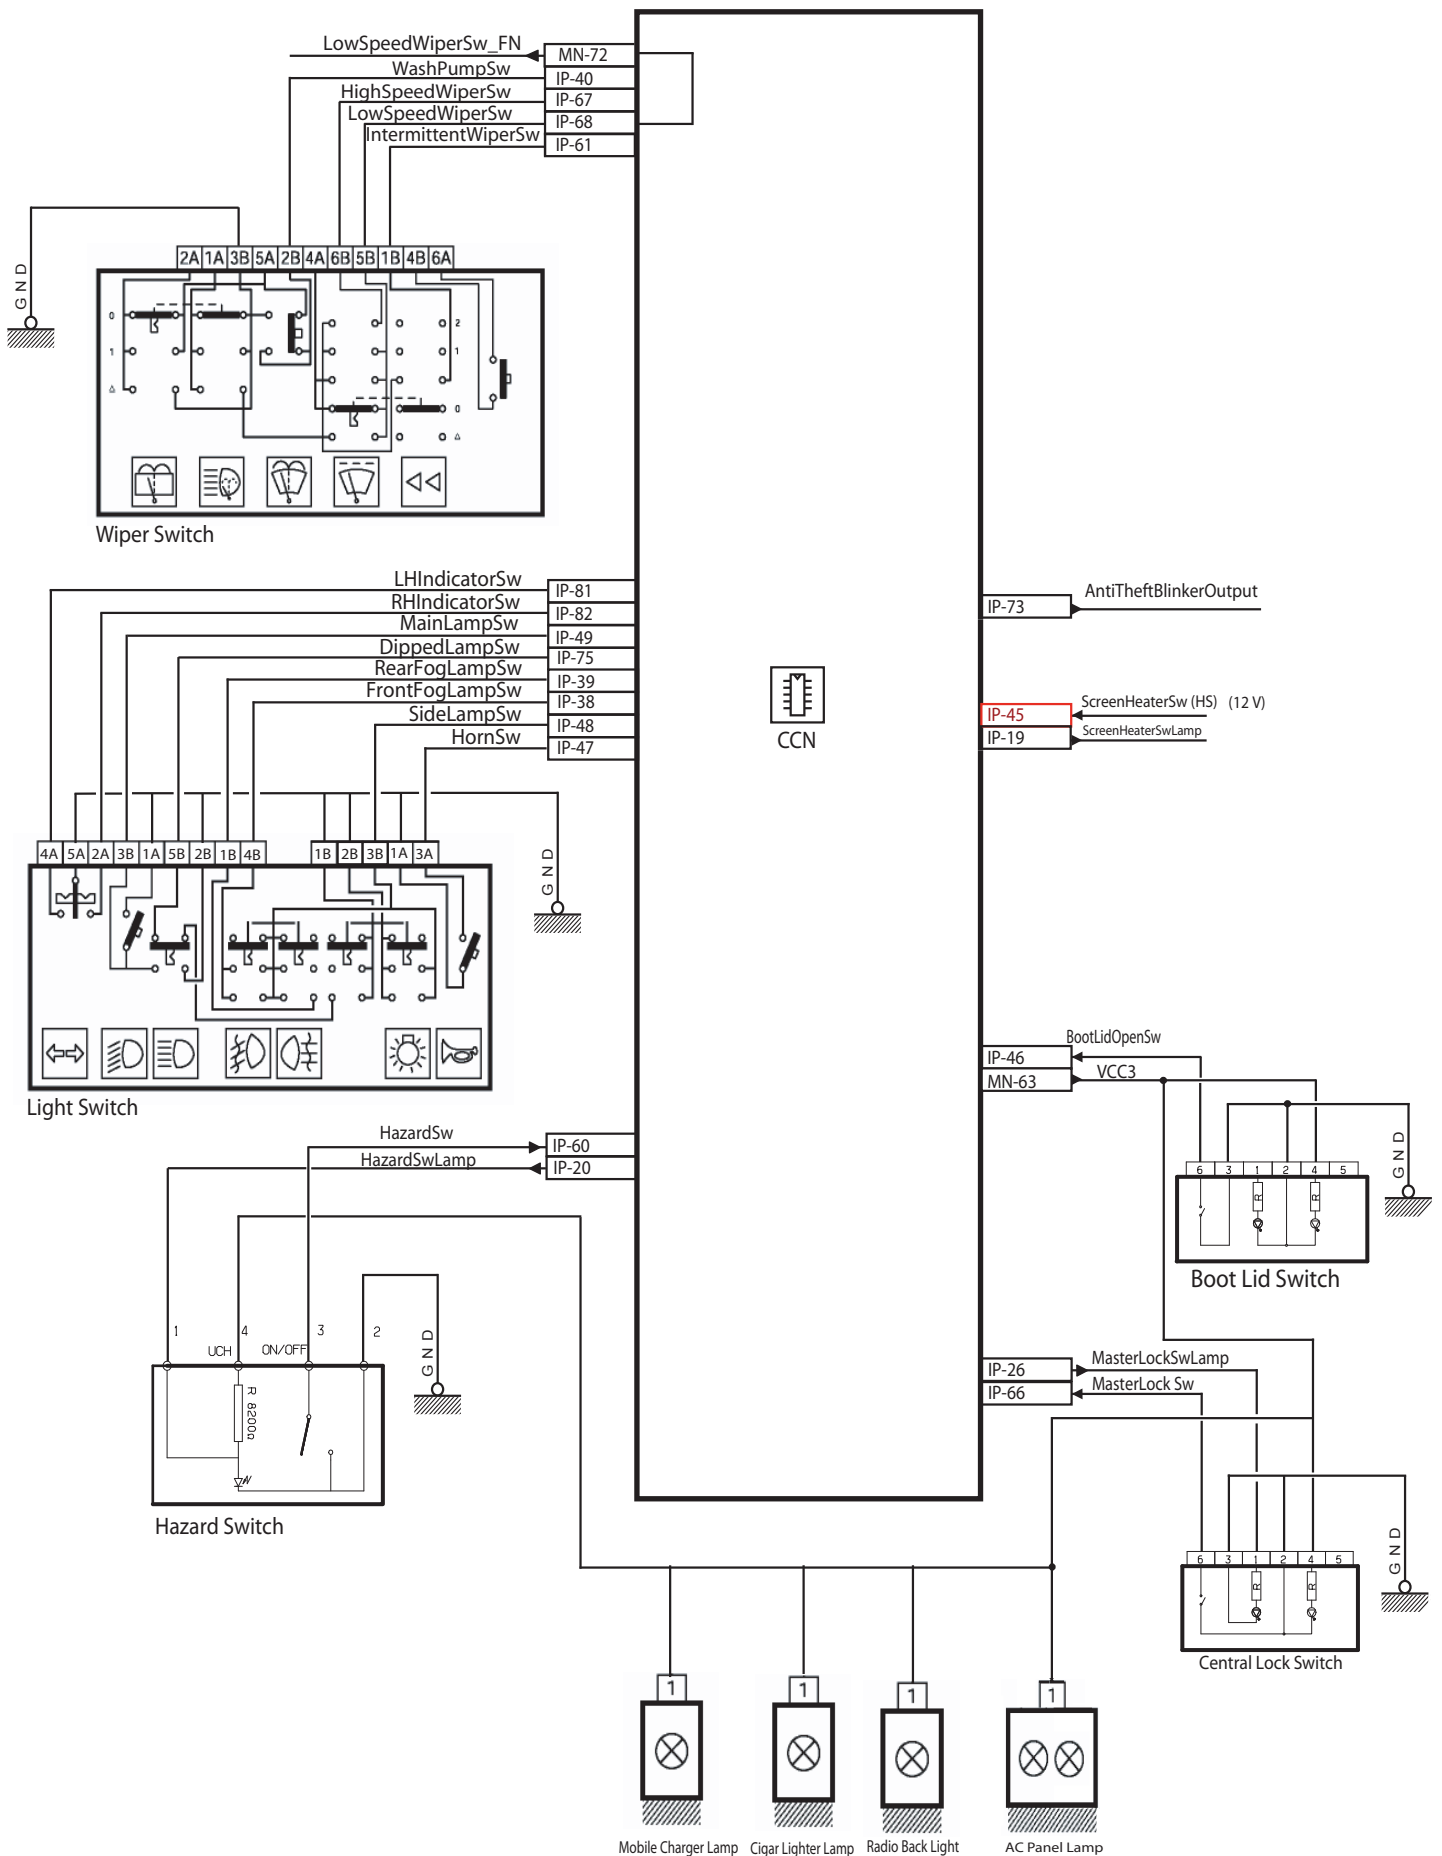 LowSpeedWiperSw_FN
MN-72
WashPumpSw
IP-40
HighSpeedWiperSw
IP-67
LowSpeedWiperSw
IP-68
IntermittentWiperSw
IP-61
GND
2A 1A 3B 5A 2B 4A 6B 5B 1B 4B 6A
0
1
2
1
0
Wiper Switch
LHIndicatorSw
IP-81
RHIndicatorSw
IP-82
MainLampSw
IP-49
DippedLampSw
IP-75
RearFogLampSw
IP-39
FrontFogLampSw
IP-38
SideLampSw
IP-48
HornSw
IP-47
4A 5A 2A 3B 1A 5B 2B 1B 4B
1B 2B 3B 1A 3A
GND
Light Switch
CCN
IP-73
AntiTheftBlinkerOutput
IP-45
ScreenHeaterSw (HS) (12 V)
IP-19
ScreenHeaterSwLamp
IP-46
BootLidOpenSw
MN-63
VCC3
GND
6 3 1 2 4 5
R R
Boot Lid Switch
HazardSw
IP-60
HazardSwLamp
IP-20
1 4 3 2
UCH ON/OFF
GND
R 8200Ω
Hazard Switch
IP-26
MasterLockSwLamp
IP-66
MasterLock Sw
GND
6 3 1 2 4 5
R R
Central Lock Switch
1 1 1 1
Mobile Charger Lamp
Cigar Lighter Lamp
Radio Back Light
AC Panel Lamp